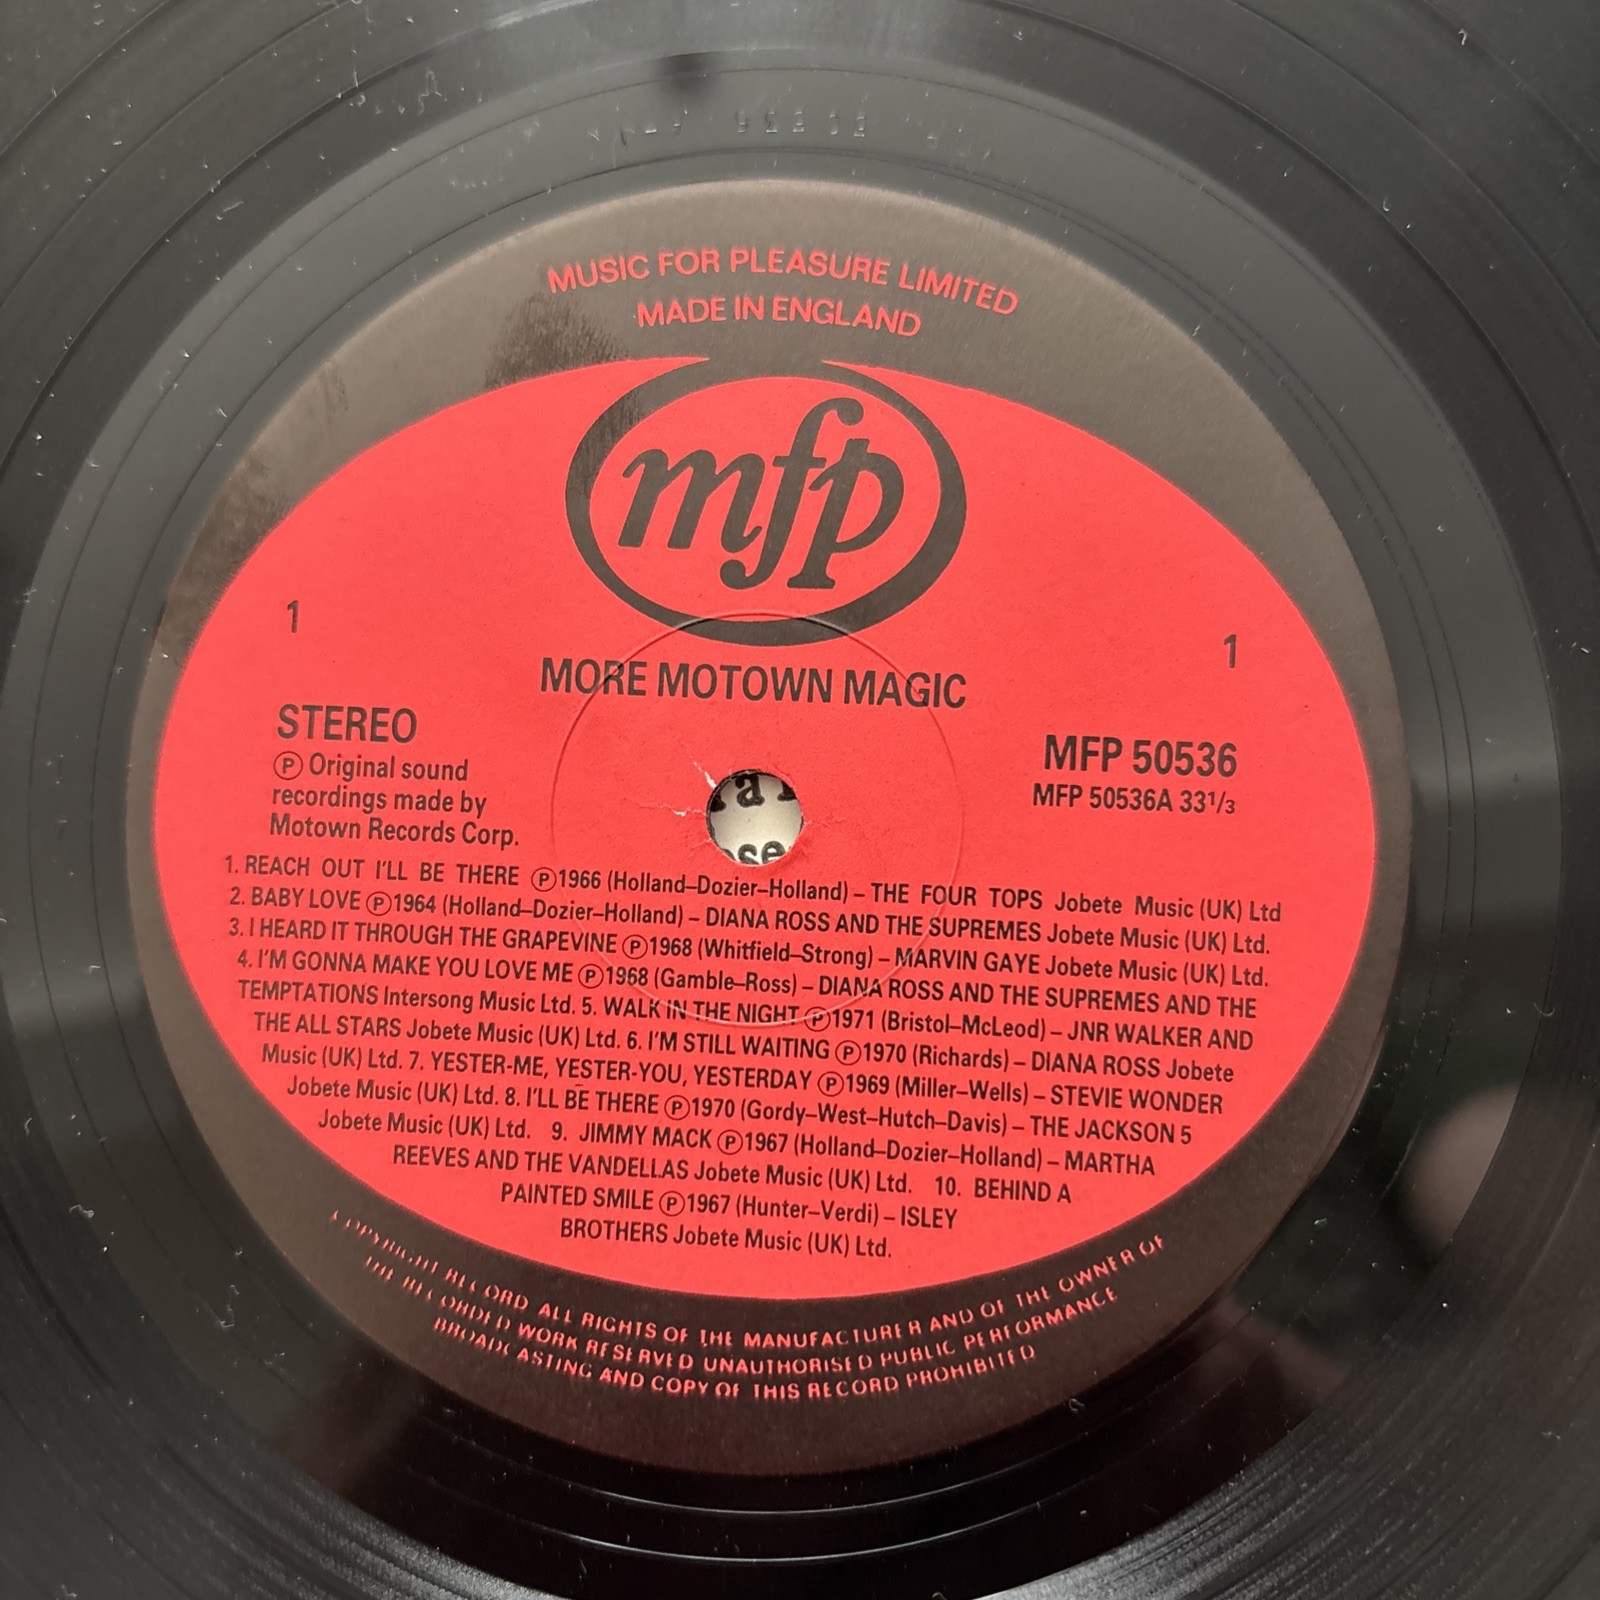 MUSIC FOR PLEASURE LIMITED
MADE IN ENGLAND
mfp
1
1
MORE MOTOWN MAGIC
STEREO
Ⓟ Original sound
recordings made by
Motown Records Corp.
MFP 50536
MFP 50536A 33⅓
1. REACH OUT I'LL BE THERE Ⓟ1966 (Holland–Dozier–Holland) – THE FOUR TOPS Jobete Music (UK) Ltd
2. BABY LOVE Ⓟ1964 (Holland–Dozier–Holland) – DIANA ROSS AND THE SUPREMES Jobete Music (UK) Ltd.
3. I HEARD IT THROUGH THE GRAPEVINE Ⓟ1968 (Whitfield–Strong) – MARVIN GAYE Jobete Music (UK) Ltd.
4. I'M GONNA MAKE YOU LOVE ME Ⓟ1968 (Gamble–Ross) – DIANA ROSS AND THE SUPREMES AND THE
TEMPTATIONS Intersong Music Ltd. 5. WALK IN THE NIGHT Ⓟ1971 (Bristol–McLeod) – JNR WALKER AND
THE ALL STARS Jobete Music (UK) Ltd. 6. I'M STILL WAITING Ⓟ1970 (Richards) – DIANA ROSS Jobete
Music (UK) Ltd. 7. YESTER-ME, YESTER-YOU, YESTERDAY Ⓟ1969 (Miller–Wells) – STEVIE WONDER
Jobete Music (UK) Ltd. 8. I'LL BE THERE Ⓟ1970 (Gordy–West–Hutch–Davis) – THE JACKSON 5
Jobete Music (UK) Ltd. 9. JIMMY MACK Ⓟ1967 (Holland–Dozier–Holland) – MARTHA
REEVES AND THE VANDELLAS Jobete Music (UK) Ltd. 10. BEHIND A
PAINTED SMILE Ⓟ1967 (Hunter–Verdi) – ISLEY
BROTHERS Jobete Music (UK) Ltd.
COPYRIGHT RECORD ALL RIGHTS OF THE MANUFACTURER AND OF THE OWNER OF
THE RECORDED WORK RESERVED UNAUTHORISED PUBLIC PERFORMANCE
BROADCASTING AND COPY OF THIS RECORD PROHIBITED